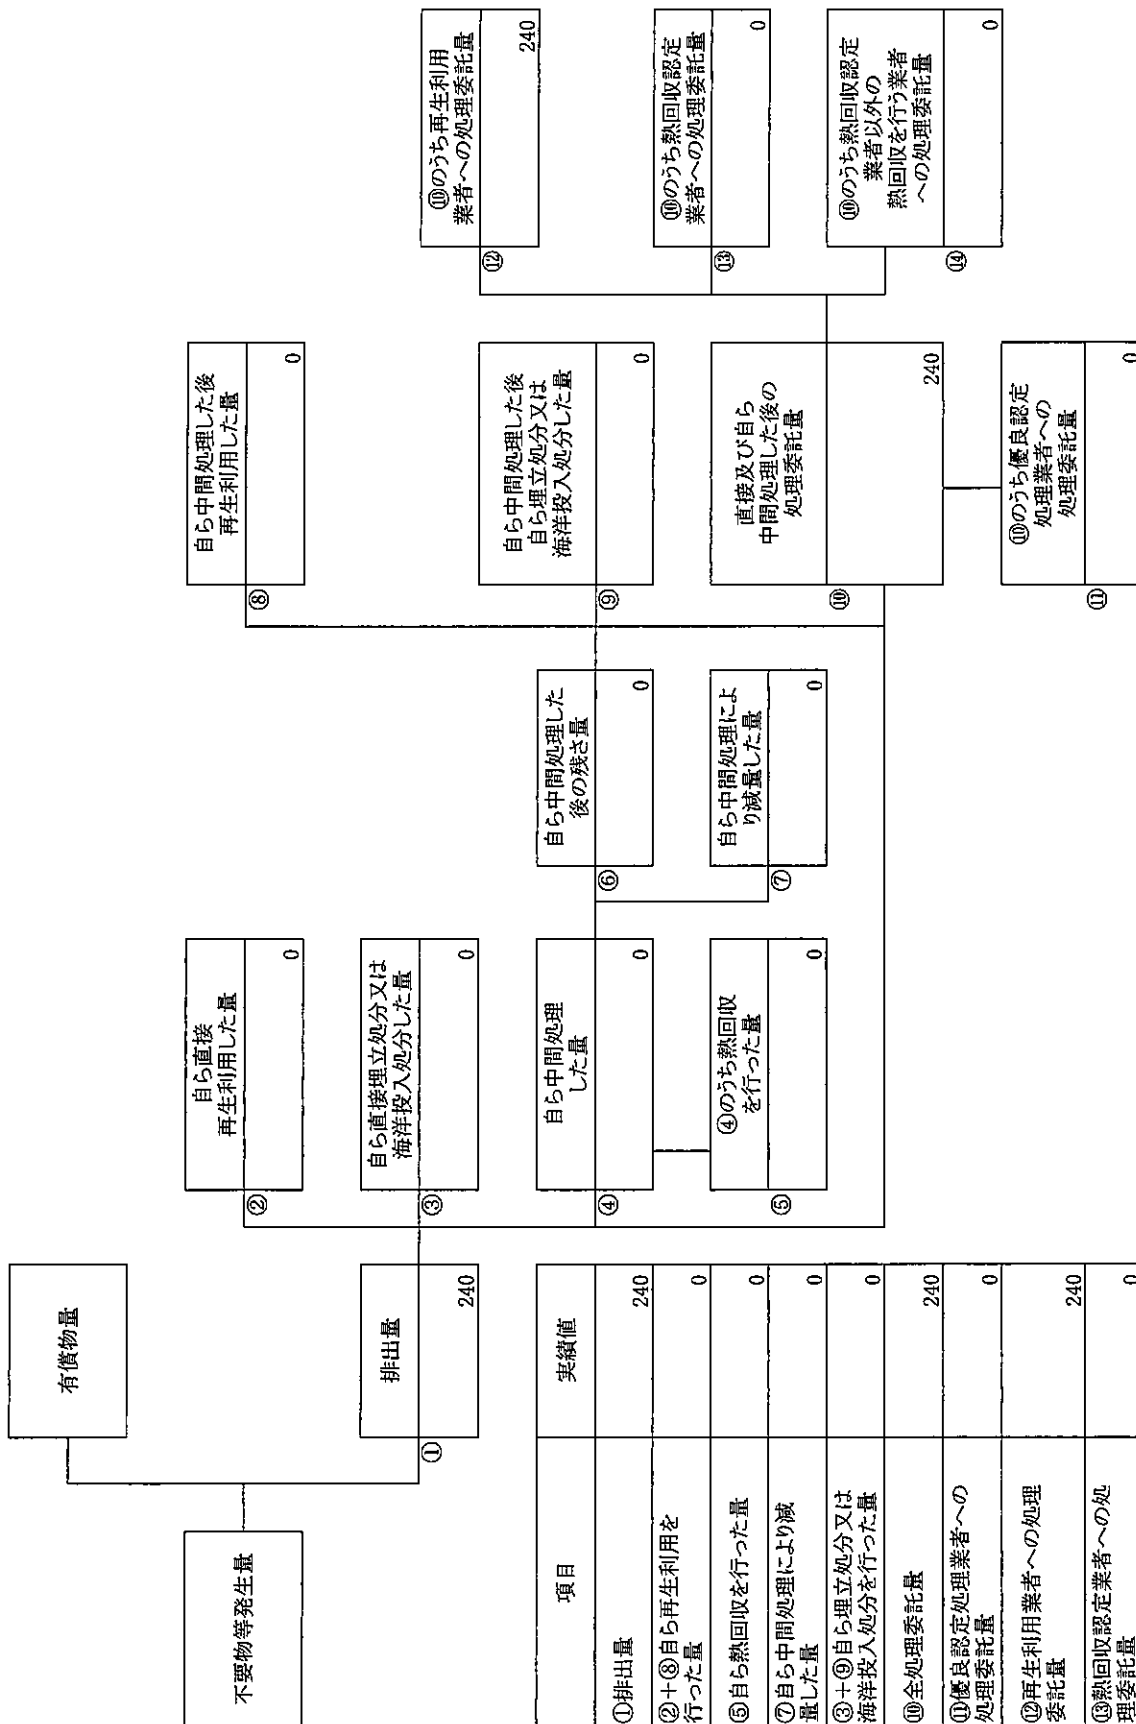 不要物等発生量
有償物量
①
排出量
240
②
自ら直接
再生利用した量
0
③
自ら直接埋立処分又は
海洋投入処分した量
0
④
自ら中間処理
した量
0
⑤
④のうち熱回収
を行った量
0
⑥
自ら中間処理した
後の残さ量
0
⑦
自ら中間処理によ
り減量した量
0
⑧
自ら中間処理した後
再生利用した量
0
⑨
自ら中間処理した後
自ら埋立処分又は
海洋投入処分した量
0
⑩
直接及び自ら
中間処理した後の
処理委託量
240
⑪
⑩のうち優良認定
処理業者への
処理委託量
0
⑫
⑩のうち再生利用
業者への処理委託量
240
⑬
⑩のうち熱回収認定
業者への処理委託量
0
⑭
⑩のうち熱回収認定
業者以外の
熱回収を行う業者
への処理委託量
0
項目
実績値
①排出量
240
②+⑧自ら再生利用を
行った量
0
⑤自ら熱回収を行った量
0
⑦自ら中間処理により減
量した量
0
③+⑨自ら埋立処分又は
海洋投入処分を行った量
0
⑩全処理委託量
240
⑪優良認定処理業者への
処理委託量
0
⑫再生利用業者への処理
委託量
240
⑬熱回収認定業者への処
理委託量
0